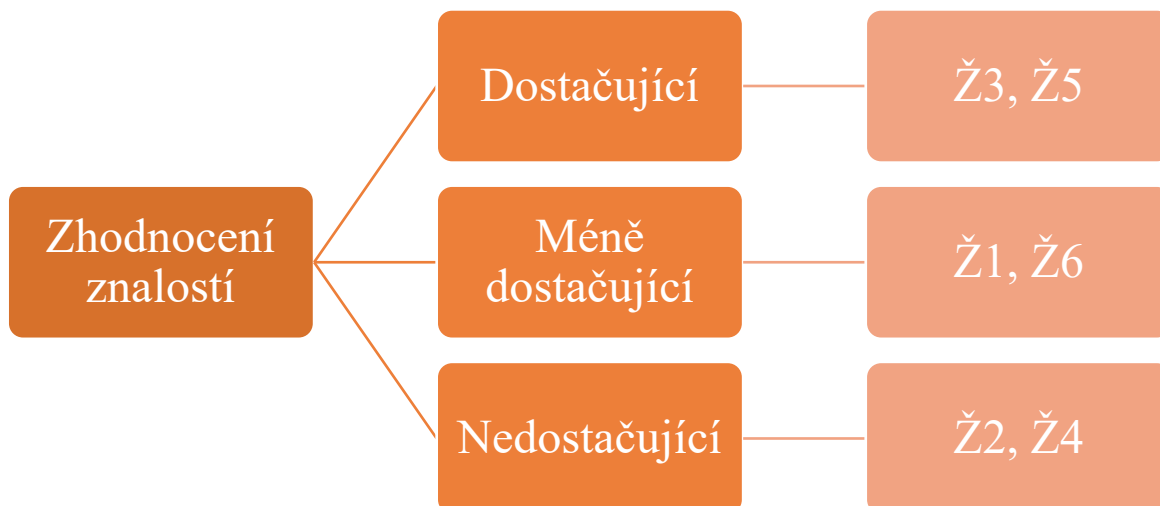 Zhodnocení
znalostí
Dostačující
Ž3, Ž5
Méně
dostačující
Ž1, Ž6
Nedostačující
Ž2, Ž4